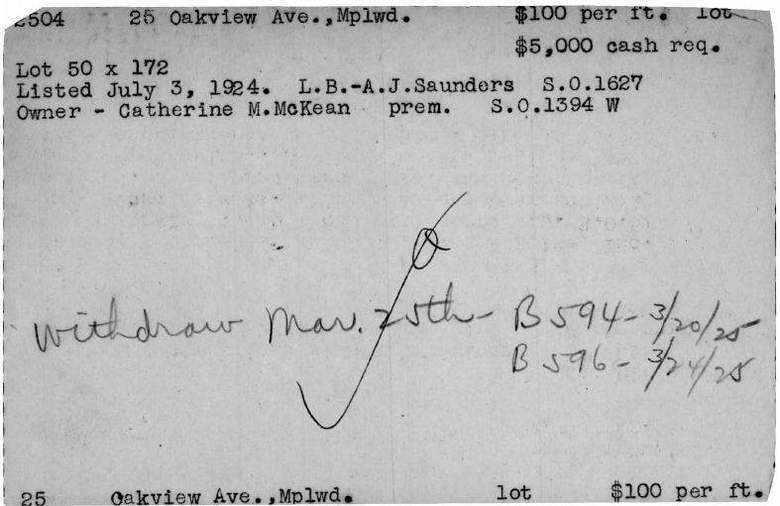 2504 25 Oakview Ave.,Mplwd. $100 per ft. lot
$5,000 cash req.
Lot 50 x 172
Listed July 3, 1924. L.B.-A.J.Saunders S.O.1627
Owner - Catherine M.McKean prem. S.O.1394 W
withdraw Mar. 25th - B 594 - 3/20/25
B 596 - 3/24/25
25 Oakview Ave.,Mplwd. lot $100 per ft.